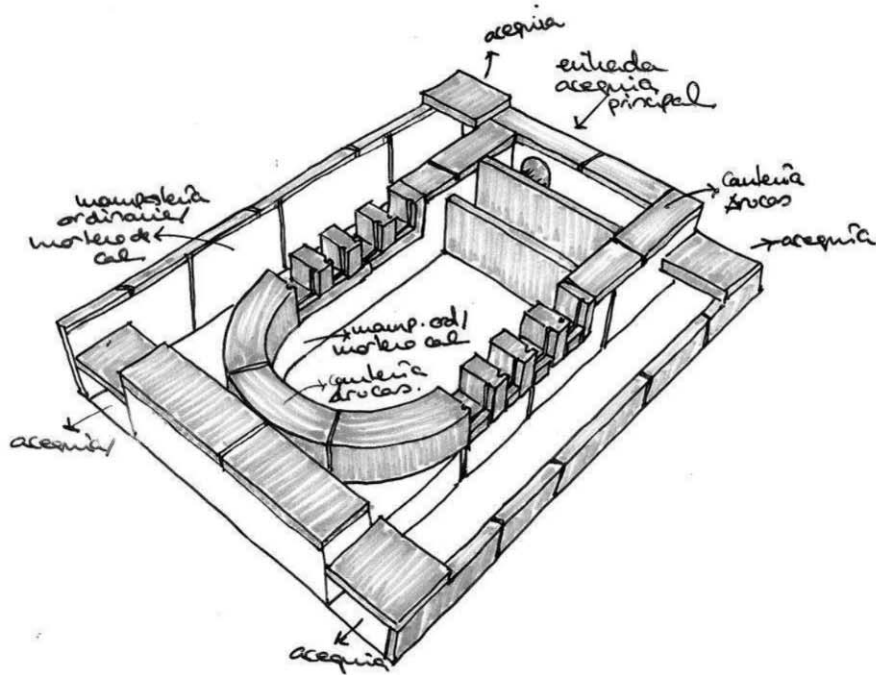 acequia
entrada
acequia
principal
cantería
Arucas
acequia
mampostería
ordinaria/
mortero de
cal
mamp. ord/
mortero cal
cantería
Arucas.
acequia/
acequia